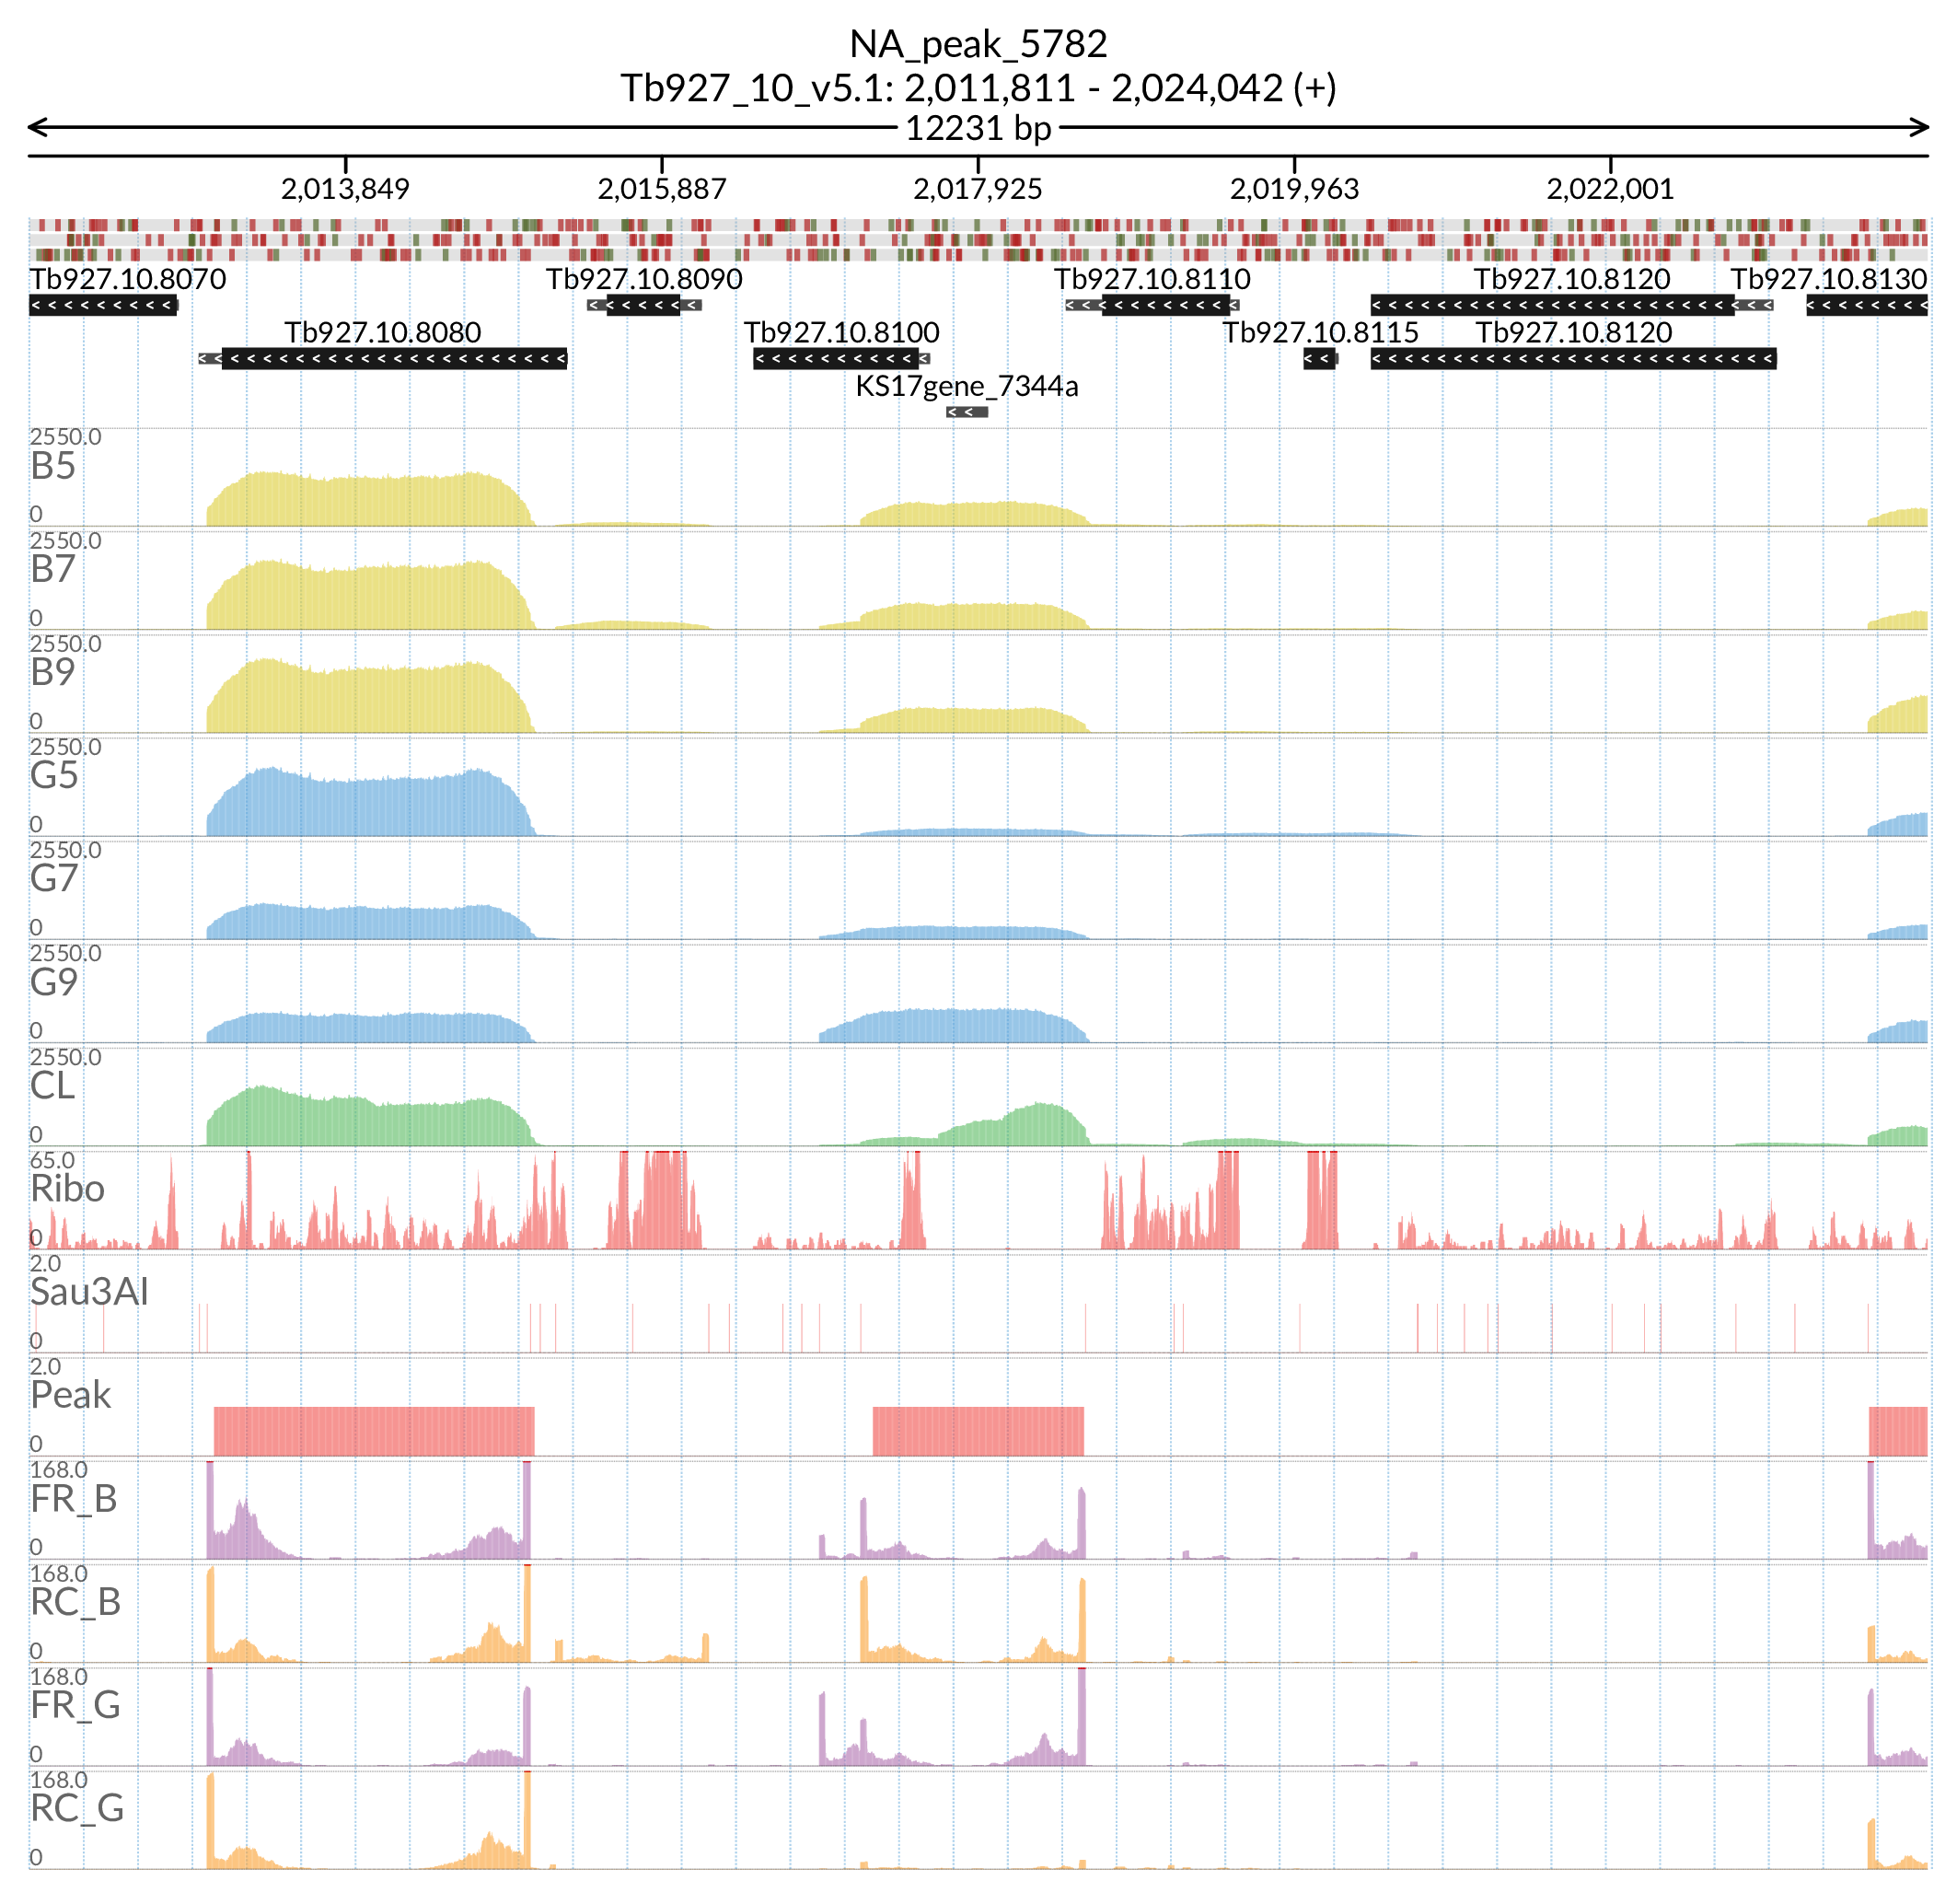 NA_peak_5782
Tb927_10_v5.1: 2,011,811 - 2,024,042 (+)
12231 bp
2,013,849 2,015,887 2,017,925 2,019,963 2,022,001
Tb927.10.8070 Tb927.10.8090 Tb927.10.8110 Tb927.10.8120 Tb927.10.8130
Tb927.10.8080 Tb927.10.8100 Tb927.10.8115 Tb927.10.8120
KS17gene_7344a
2550.0
B5
0
2550.0
B7
0
2550.0
B9
0
2550.0
G5
0
2550.0
G7
0
2550.0
G9
0
2550.0
CL
0
65.0
Ribo
0
2.0
Sau3AI
0
2.0
Peak
0
168.0
FR_B
0
168.0
RC_B
0
168.0
FR_G
0
168.0
RC_G
0